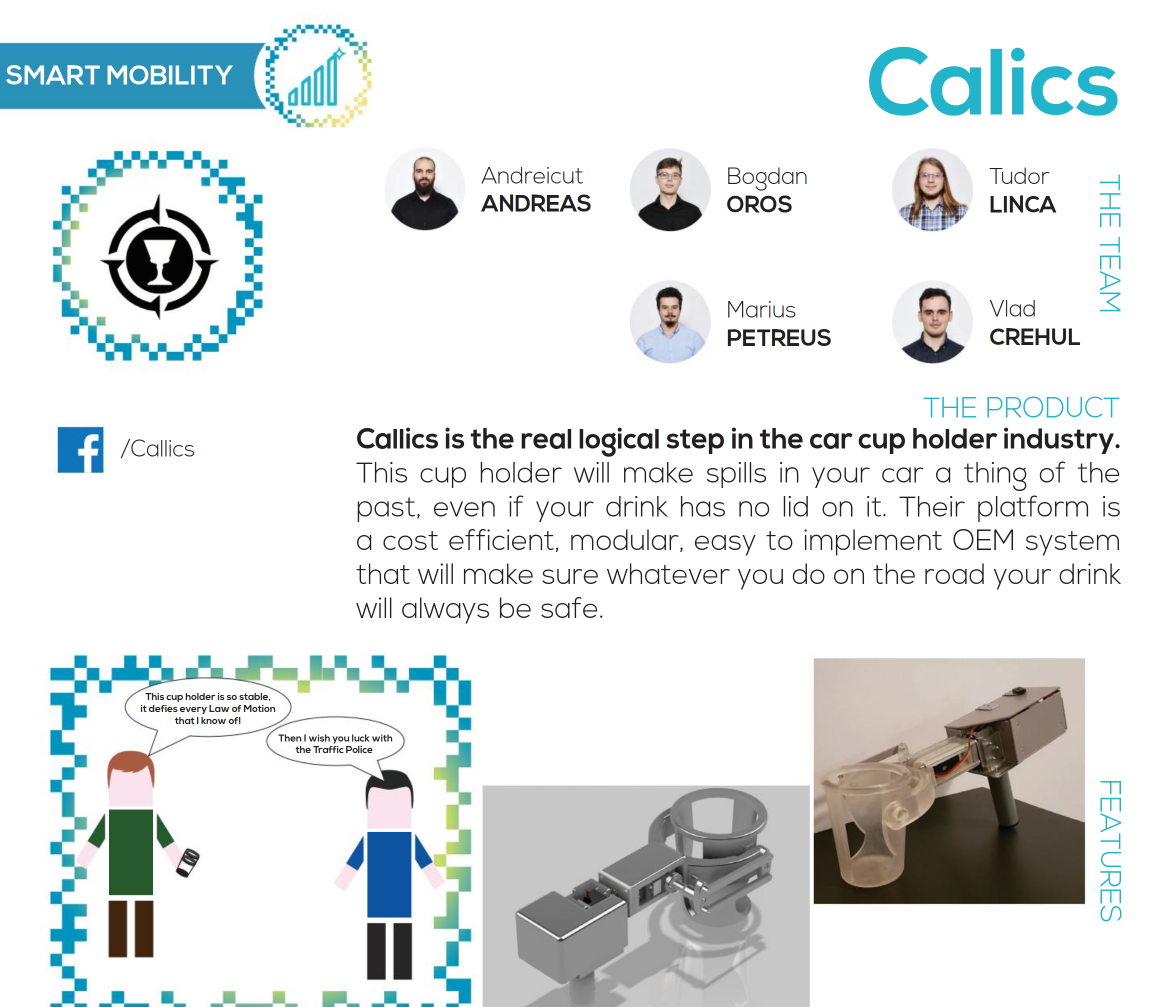 SMART MOBILITY
Calics
THE TEAM
Andreicut
ANDREAS
Bogdan
OROS
Tudor
LINCA
Marius
PETREUS
Vlad
CREHUL
/Callics
THE PRODUCT
Callics is the real logical step in the car cup holder industry.
This cup holder will make spills in your car a thing of the
past, even if your drink has no lid on it. Their platform is
a cost efficient, modular, easy to implement OEM system
that will make sure whatever you do on the road your drink
will always be safe.
This cup holder is so stable,
it defies every Law of Motion
that I know of!
Then I wish you luck with
the Traffic Police
FEATURES